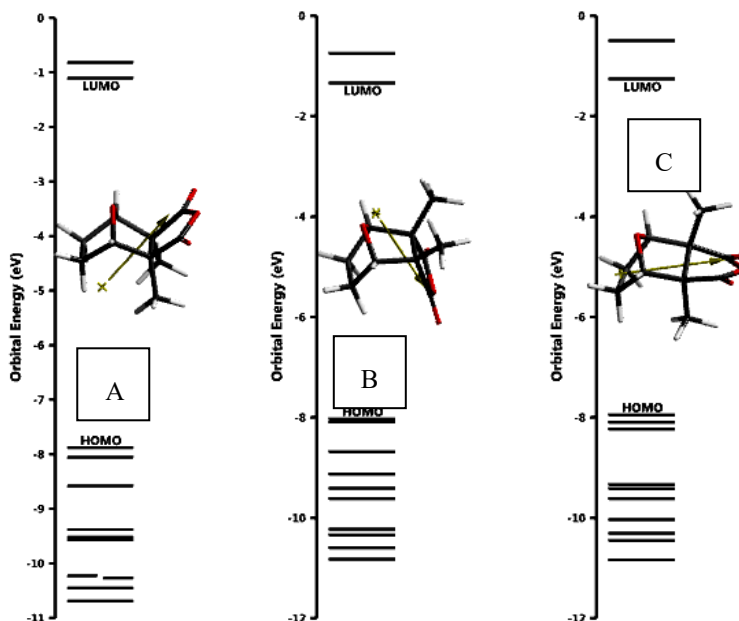 Orbital Energy (eV)
0
-1
-2
-3
-4
-5
-6
-7
-8
-9
-10
-11
LUMO
A
HOMO
Orbital Energy (eV)
0
-2
-4
-6
-8
-10
-12
LUMO
B
HOMO
Orbital Energy (eV)
0
-2
-4
-6
-8
-10
-12
LUMO
C
HOMO